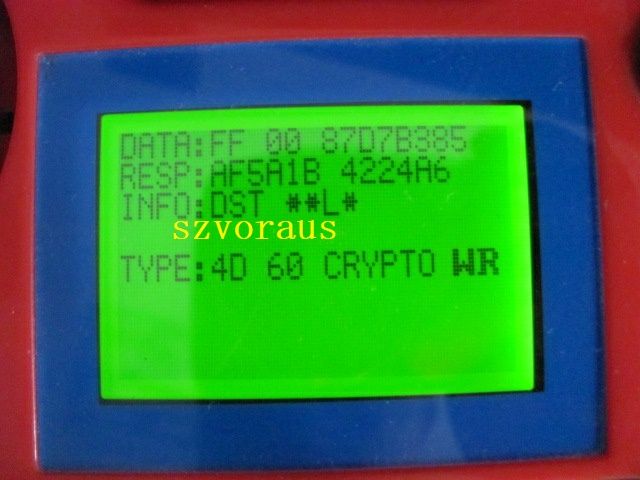 DATA:FF 00 87D7B385
RESP:AF5A1B 4224A6
INFO:DST **L*
szvoraus
TYPE:4D 60 CRYPTO WR